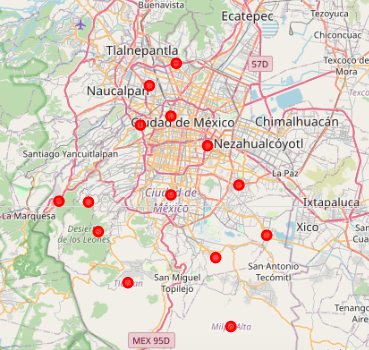 Buenavista
Ecatepec
Tezoyuca
Chiconcuac
Tlalnepantla
57D
Texcoco de
Mora
Naucalpan
Ciudad de México
Chimalhuacán
Nezahualcóyotl
Santiago Yancuitlalpan
La Paz
Ciudad de
México
Ixtapaluca
La Marquesa
Xico
Desierto
de los Leones
San Antonio
Tecómitl
San Miguel
Topilejo
Tlalpan
Tenango
Milpa Alta
MEX 95D